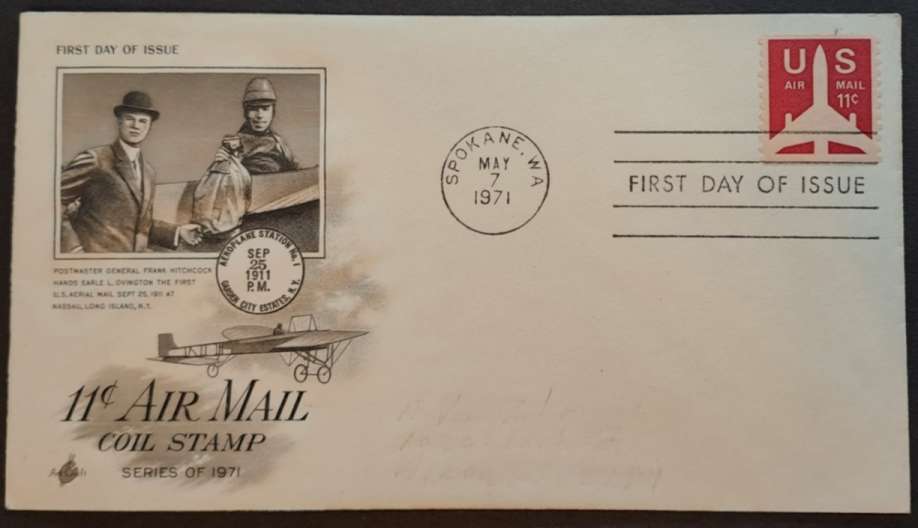 FIRST DAY OF ISSUE
POSTMASTER GENERAL FRANK HITCHCOCK
HANDS EARLE L. OVINGTON THE FIRST
U.S. AERIAL MAIL SEPT 25, 1911 AT
NASSAU, LONG ISLAND, N.Y.
AEROPLANE STATION No. 1
SEP
25
1911
P.M.
GARDEN CITY ESTATES, N.Y.
11¢ AIR MAIL
COIL STAMP
SERIES OF 1971
ArtCraft
SPOKANE, WA
MAY
7
1971
US
AIR MAIL
11¢
FIRST DAY OF ISSUE